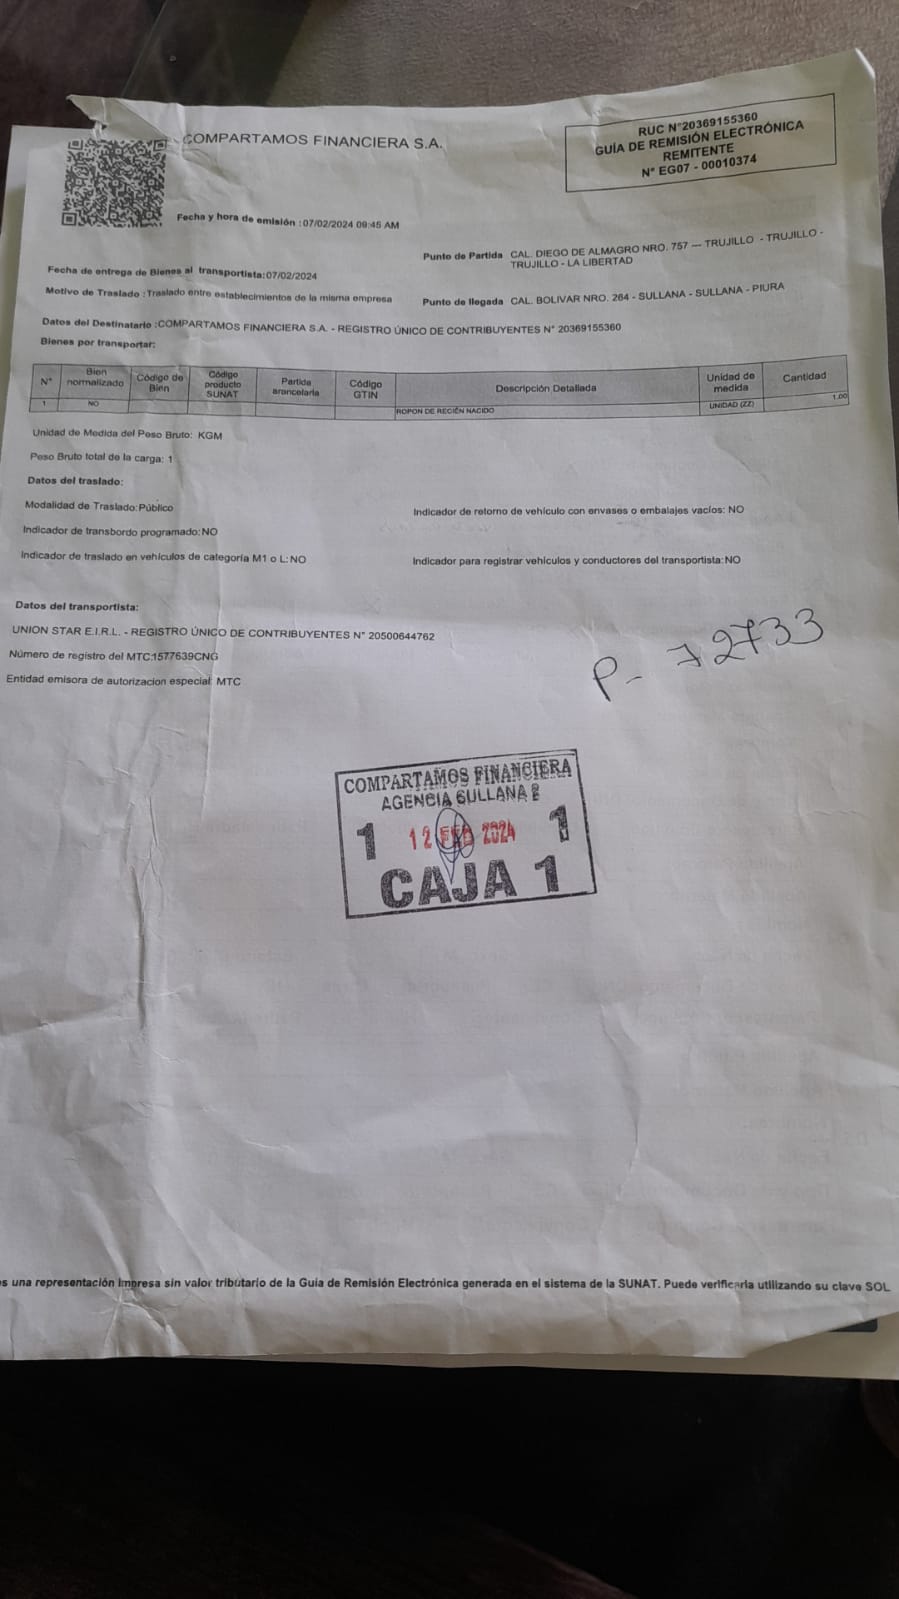 COMPARTAMOS FINANCIERA S.A.
RUC N°20369155360
GUÍA DE REMISIÓN ELECTRÓNICA
REMITENTE
N° EG07 - 00010374
Fecha y hora de emisión :07/02/2024 09:45 AM
Punto de Partida CAL. DIEGO DE ALMAGRO NRO. 757 --- TRUJILLO - TRUJILLO -
TRUJILLO - LA LIBERTAD
Fecha de entrega de Bienes al transportista:07/02/2024
Motivo de Traslado :Traslado entre establecimientos de la misma empresa
Punto de llegada CAL. BOLIVAR NRO. 264 - SULLANA - SULLANA - PIURA
Datos del Destinatario :COMPARTAMOS FINANCIERA S.A. - REGISTRO ÚNICO DE CONTRIBUYENTES N° 20369155360
Bienes por transportar:
N° Bien normalizado Código de Bien Código producto SUNAT Partida arancelaria Código GTIN Descripción Detallada Unidad de medida Cantidad
1 NO ROPON DE RECIÉN NACIDO UNIDAD (ZZ) 1.00
Unidad de Medida del Peso Bruto: KGM
Peso Bruto total de la carga: 1
Datos del traslado:
Modalidad de Traslado:Público
Indicador de retorno de vehículo con envases o embalajes vacíos: NO
Indicador de transbordo programado:NO
Indicador de traslado en vehículos de categoría M1 o L:NO
Indicador para registrar vehículos y conductores del transportista:NO
Datos del transportista:
UNION STAR E.I.R.L. - REGISTRO ÚNICO DE CONTRIBUYENTES N° 20500644762
Número de registro del MTC:1577639CNG
Entidad emisora de autorizacion especial: MTC
P- 72733
COMPARTAMOS FINANCIERA
AGENCIA SULLANA 2
1 12 FEB 2024 1
CAJA 1
es una representación impresa sin valor tributario de la Guía de Remisión Electrónica generada en el sistema de la SUNAT. Puede verificarla utilizando su clave SOL